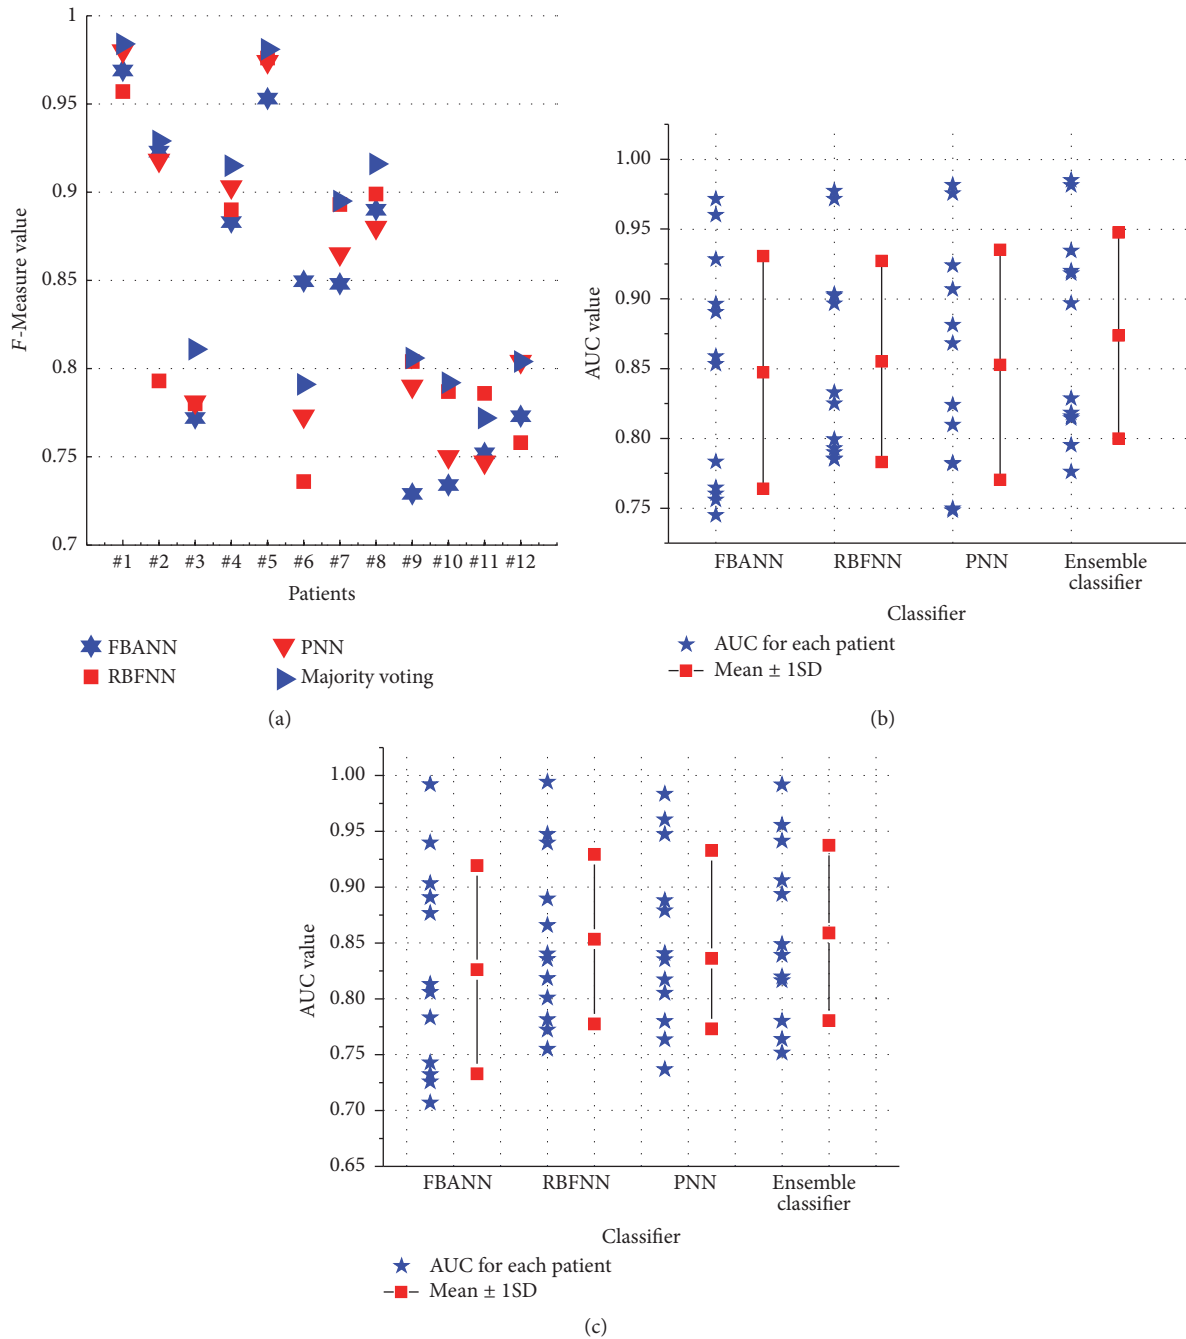 1
0.95
0.9
0.85
0.8
0.75
0.7
F-Measure value
#1 #2 #3 #4 #5 #6 #7 #8 #9 #10 #11 #12
Patients
FBANN PNN
RBFNN Majority voting
(a)
1.00
0.95
0.90
0.85
0.80
0.75
AUC value
FBANN RBFNN PNN Ensemble
classifier
Classifier
AUC for each patient
Mean ± 1SD
(b)
1.00
0.95
0.90
0.85
0.80
0.75
0.70
0.65
AUC value
FBANN RBFNN PNN Ensemble
classifier
Classifier
AUC for each patient
Mean ± 1SD
(c)